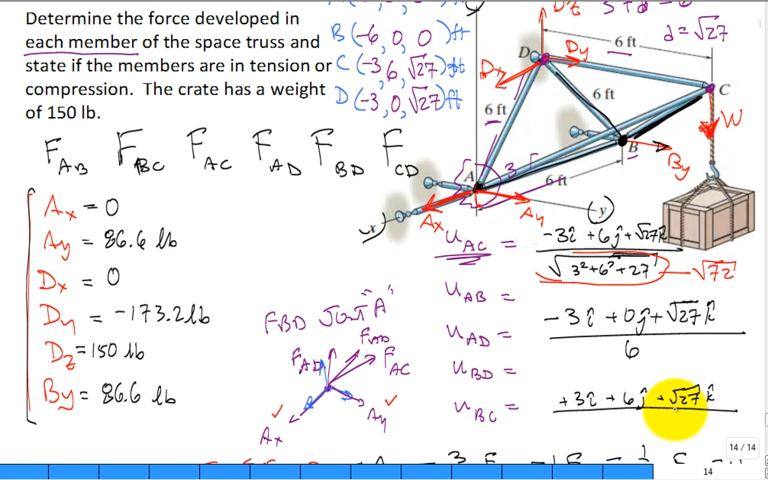 Determine the force developed in
each member of the space truss and
state if the members are in tension or
compression. The crate has a weight
of 150 lb.
B (-6, 0, 0) ft
C (-3, 6, √27) ft
D (-3, 0, √27) ft
d = √27
Dz
6 ft
D
Dy
Dx
6 ft
6 ft
C
W
B
By
A
6 ft
Ax
Ay
x
y
F_AB F_BC F_AC F_AD F_BD F_CD
Ax = 0
Ay = 86.6 lb
Dx = 0
Dy = -173.2 lb
Dz = 150 lb
By = 86.6 lb
FBD Joint "A"
F_AD
F_AC
Ax
Ay
u_AC = -3i + 6j + √27k
√3²+6²+27 √72
u_AB =
u_AD = -3i + 0j + √27k
6
u_BD =
u_BC = +3i + 6j + √27k
14 / 14
14